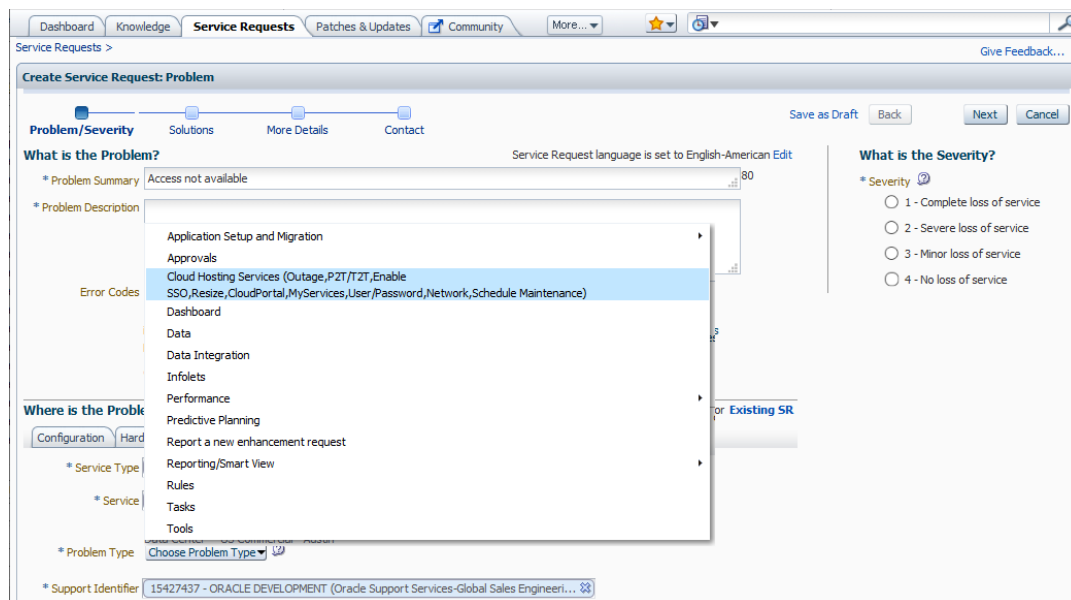 Dashboard Knowledge Service Requests Patches & Updates Community More...
Service Requests >
Give Feedback...
Create Service Request: Problem
Problem/Severity Solutions More Details Contact
Save as Draft Back Next Cancel
What is the Problem?
Service Request language is set to English-American Edit
* Problem Summary Access not available 80
* Problem Description
Application Setup and Migration
Approvals
Cloud Hosting Services (Outage,P2T/T2T,Enable
SSO,Resize,CloudPortal,MyServices,User/Password,Network,Schedule Maintenance)
Error Codes
Dashboard
Data
Data Integration
Infolets
Performance
Predictive Planning
Report a new enhancement request
Reporting/Smart View
Rules
Tasks
Tools
What is the Severity?
* Severity
1 - Complete loss of service
2 - Severe loss of service
3 - Minor loss of service
4 - No loss of service
Where is the Proble
or Existing SR
Configuration Hard
* Service Type
* Service
* Problem Type Choose Problem Type
* Support Identifier 15427437 - ORACLE DEVELOPMENT (Oracle Support Services-Global Sales Engineeri...